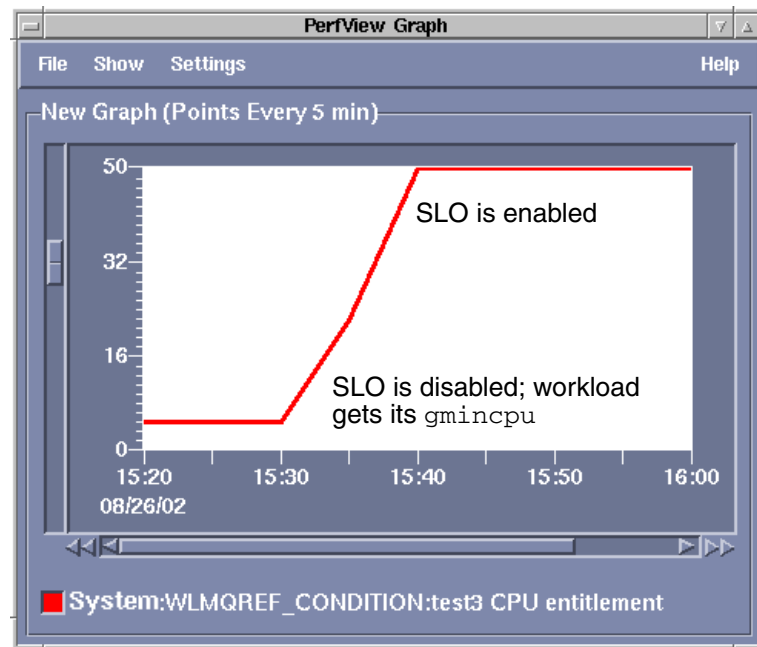 PerfView Graph
File Show Settings Help
New Graph (Points Every 5 min)
50
SLO is enabled
32
16
SLO is disabled; workload
gets its gmincpu
0
15:20 15:30 15:40 15:50 16:00
08/26/02
System:WLMQREF_CONDITION:test3 CPU entitlement